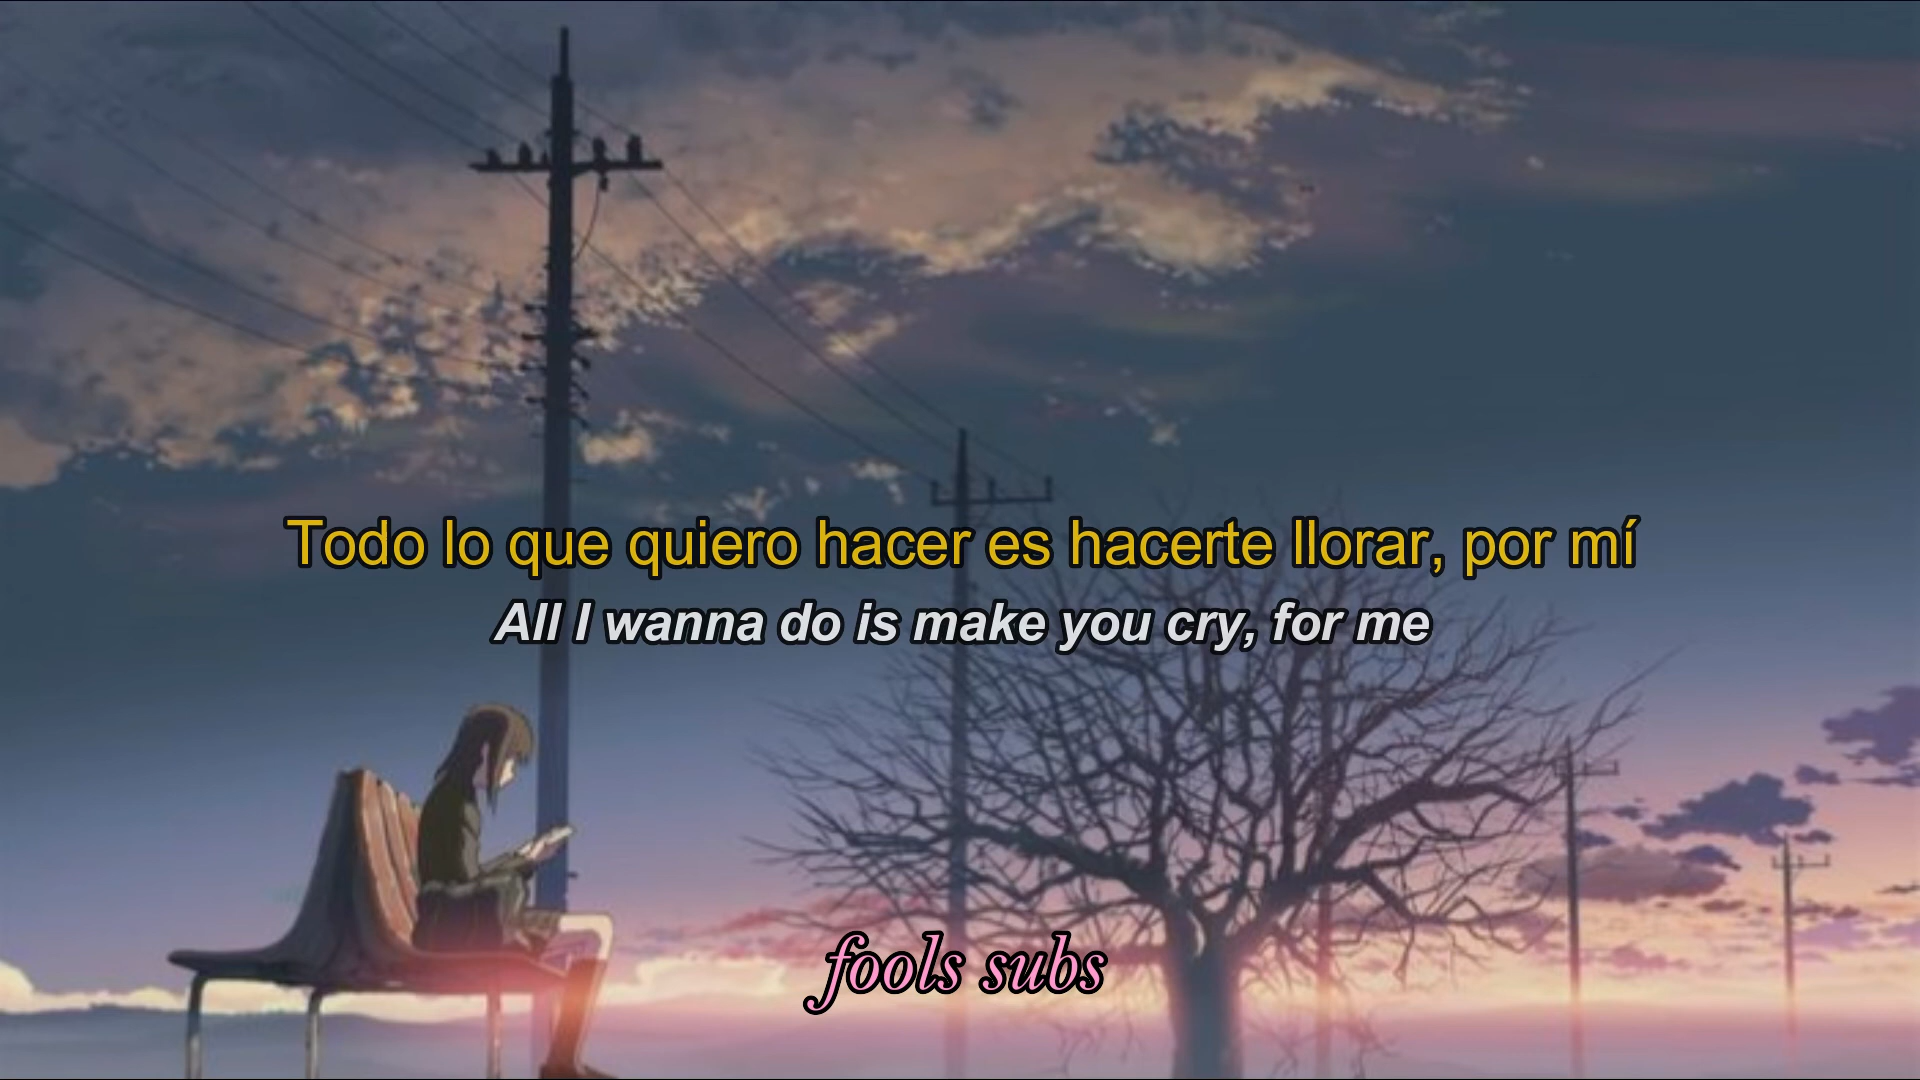 Todo lo que quiero hacer es hacerte llorar, por mí
All I wanna do is make you cry, for me
fools subs